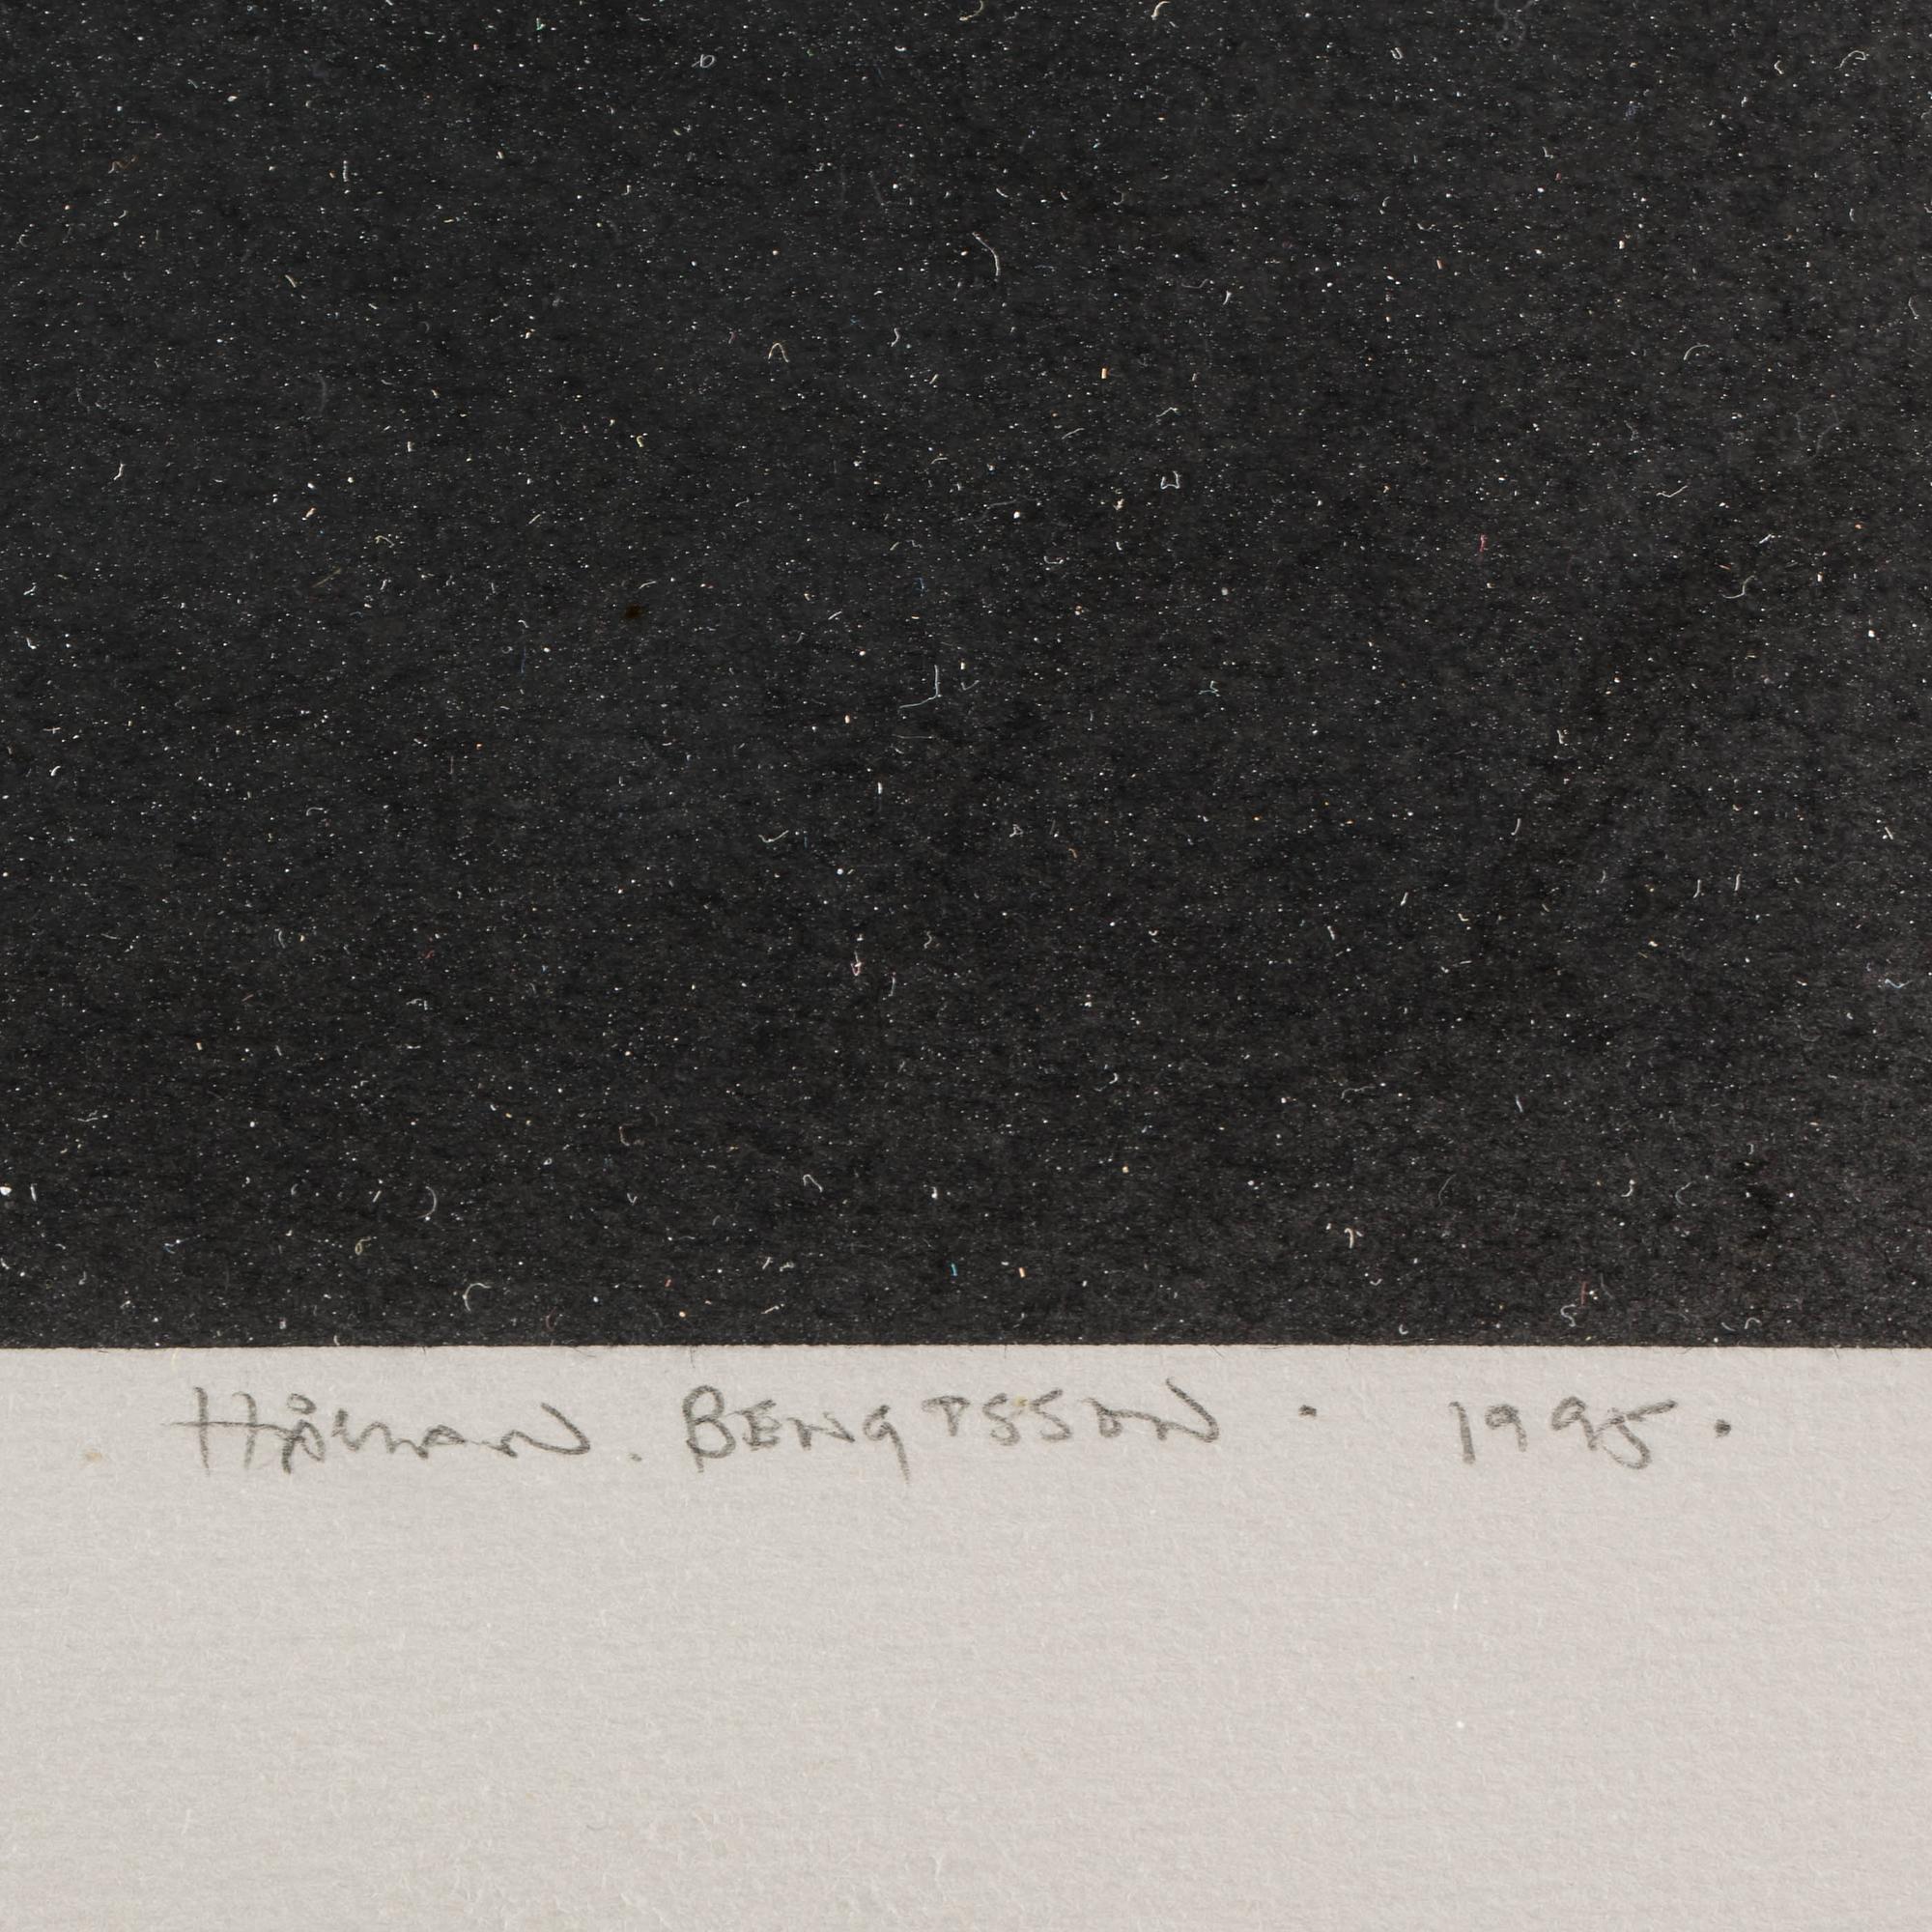 HÅKAN. BENGTSSON. 1995.